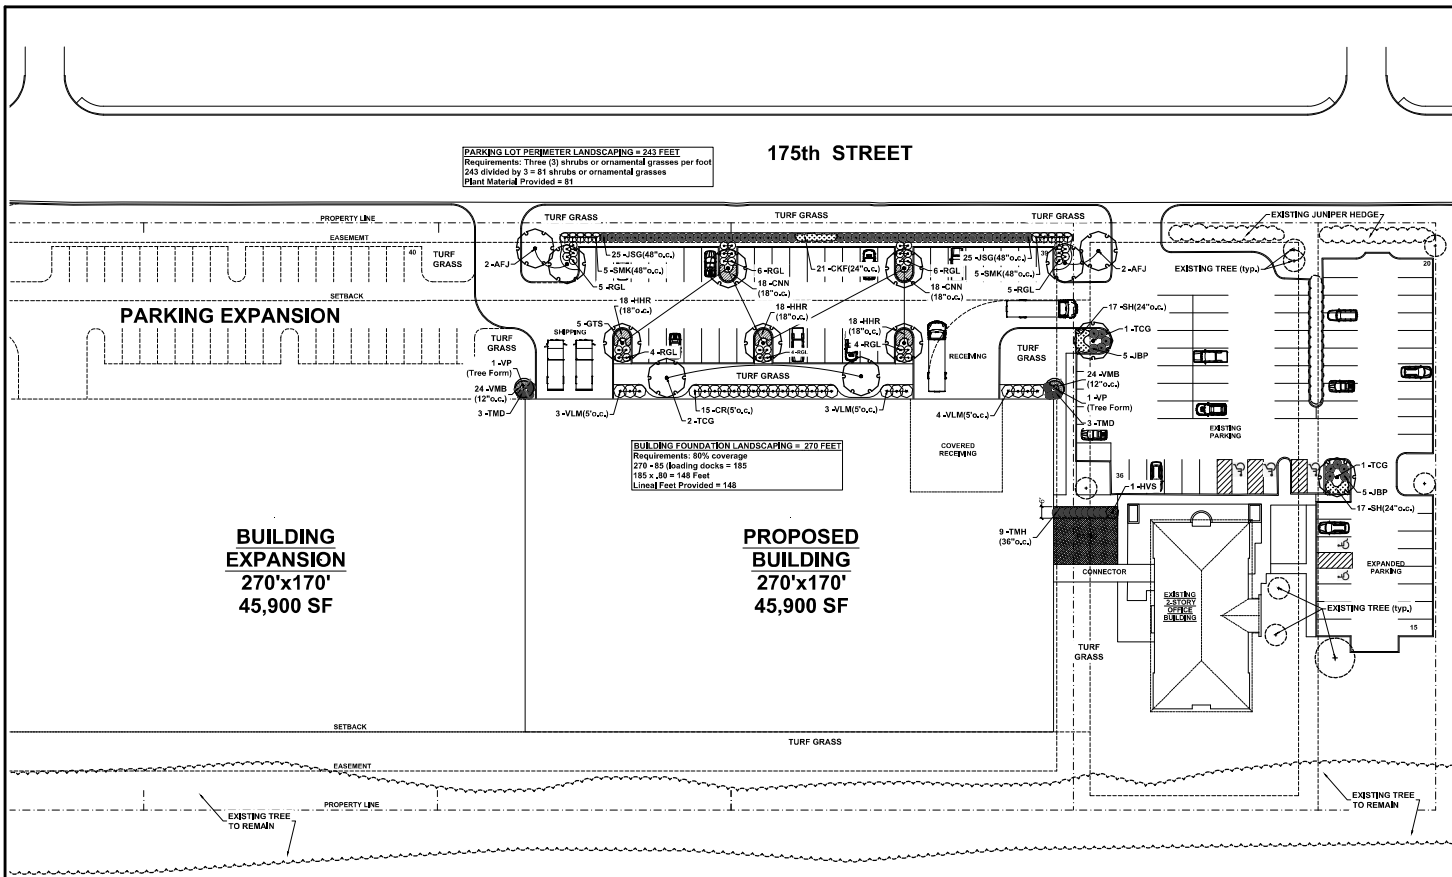 175th STREET
PARKING LOT PERIMETER LANDSCAPING = 243 FEET
Requirements: Three (3) shrubs or ornamental grasses per foot
243 divided by 3 = 81 shrubs or ornamental grasses
Plant Material Provided = 81
PROPERTY LINE
TURF GRASS
TURF GRASS
TURF GRASS
EXISTING JUNIPER HEDGE
EASEMEMT
40
TURF
GRASS
2 -AFJ
25 -JSG(48"o.c.)
5 -SMK(48"o.c.)
5 -RGL
6 -RGL
18 -CNN
(18"o.c.)
21 -CKF(24"o.c.)
6 -RGL
18 -CNN
(18"o.c.)
25 -JSG(48"o.c.)
39
5 -SMK(48"o.c.)
5 -RGL
2 -AFJ
EXISTING TREE (typ.)
20
SETBACK
PARKING EXPANSION
18 -HHR
(18"o.c.)
18 -HHR
(18"o.c.)
18 -HHR
(18"o.c.)
17 -SH(24"o.c.)
5 -GTS
SHIPPING
4 -RGL
4 -RGL
4 -RGL
RECEIVING
1 -TCG
5 -JBP
TURF
GRASS
TURF
GRASS
1 -VP
(Tree Form)
24 -VMB
(12"o.c.)
3 -TMD
TURF GRASS
3 -VLM(5'o.c.)
2 -TCG
15 -CR(5'o.c.)
3 -VLM(5'o.c.)
4 -VLM(5'o.c.)
24 -VMB
(12"o.c.)
1 -VP
(Tree Form)
3 -TMD
EXISTING
PARKING
BUILDING FOUNDATION LANDSCAPING = 270 FEET
Requirements: 80% coverage
270 - 85 (loading docks = 185
185 x .80 = 148 Feet
Lineal Feet Provided = 148
COVERED
RECEIVING
36
1 -HVS
1 -TCG
5 -JBP
17 -SH(24"o.c.)
6'
9 -TMH
(36"o.c.)
BUILDING
EXPANSION
270'x170'
45,900 SF
PROPOSED
BUILDING
270'x170'
45,900 SF
CONNECTOR
EXISTING
2-STORY
OFFICE
BUILDING
EXPANDED
PARKING
EXISTING TREE (typ.)
15
TURF
GRASS
SETBACK
TURF GRASS
EASEMENT
PROPERTY LINE
EXISTING TREE
TO REMAIN
EXISTING TREE
TO REMAIN